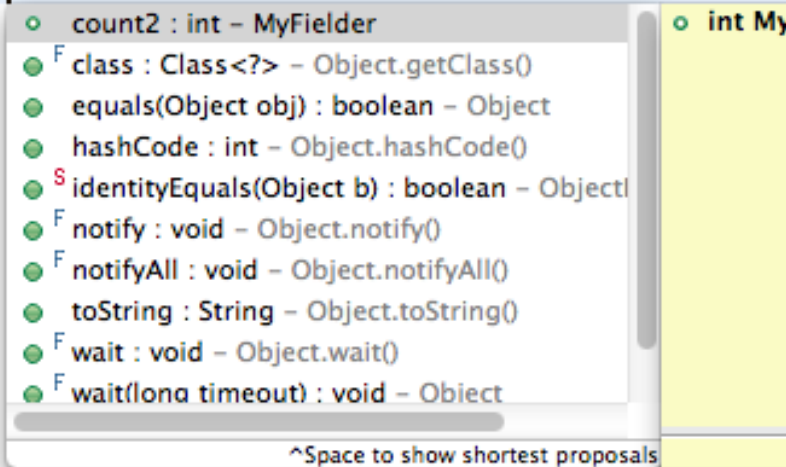 count2 : int – MyFielder
F class : Class<?> – Object.getClass()
equals(Object obj) : boolean – Object
hashCode : int – Object.hashCode()
S identityEquals(Object b) : boolean –
F notify : void – Object.notify()
F notifyAll : void – Object.notifyAll()
toString : String – Object.toString()
F wait : void – Object.wait()
F wait(long timeout) : void – Object
^Space to show shortest proposals
int My